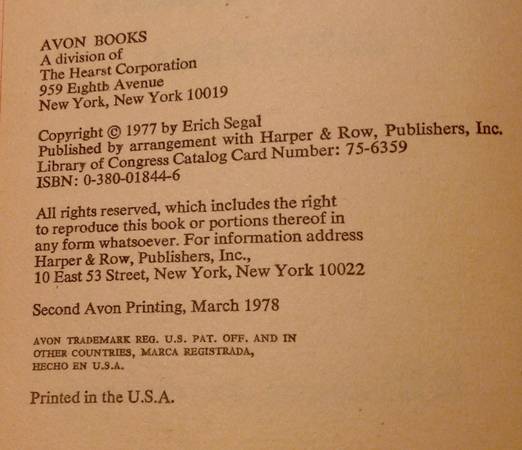 AVON BOOKS
A division of
The Hearst Corporation
959 Eighth Avenue
New York, New York 10019
Copyright © 1977 by Erich Segal
Published by arrangement with Harper & Row, Publishers, Inc.
Library of Congress Catalog Card Number: 75-6359
ISBN: 0-380-01844-6
All rights reserved, which includes the right
to reproduce this book or portions thereof in
any form whatsoever. For information address
Harper & Row, Publishers, Inc.,
10 East 53 Street, New York, New York 10022
Second Avon Printing, March 1978
AVON TRADEMARK REG. U.S. PAT. OFF. AND IN
OTHER COUNTRIES, MARCA REGISTRADA,
HECHO EN U.S.A.
Printed in the U.S.A.